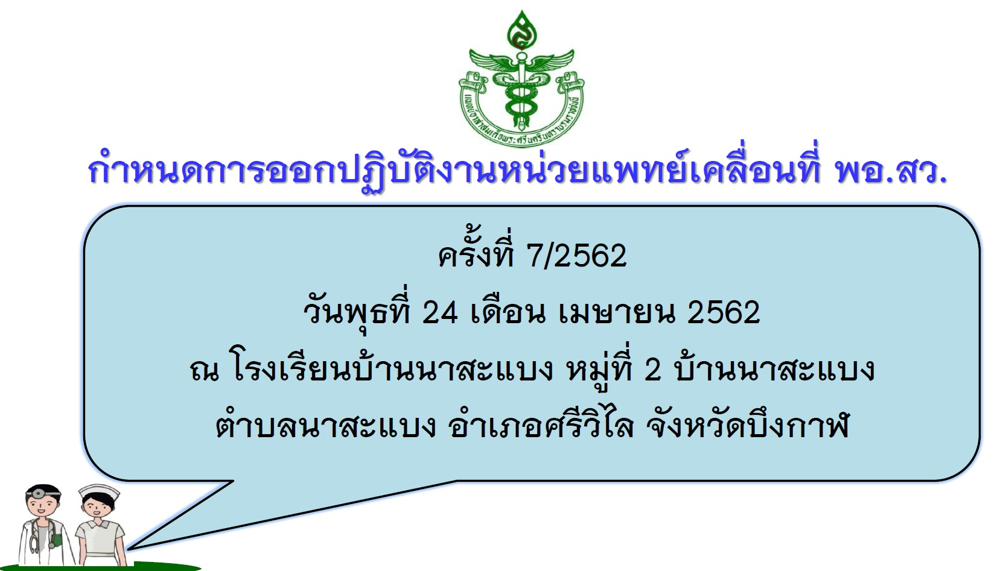 แพทย์อาสาสมเด็จพระศรีนครินทราบรมราชชนนี
กำหนดการออกปฏิบัติงานหน่วยแพทย์เคลื่อนที่ พอ.สว.
ครั้งที่ 7/2562
วันพุธที่ 24 เดือน เมษายน 2562
ณ โรงเรียนบ้านนาสะแบง หมู่ที่ 2 บ้านนาสะแบง
ตำบลนาสะแบง อำเภอศรีวิไล จังหวัดบึงกาฬ